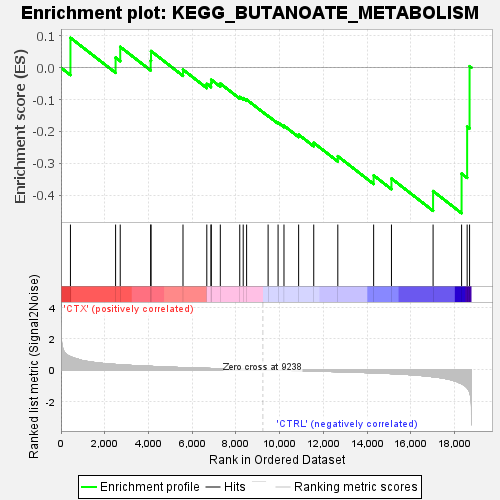 Enrichment plot: KEGG_BUTANOATE_METABOLISM
Enrichment score (ES)
0.1
0.0
-0.1
-0.2
-0.3
-0.4
'CTX' (positively correlated)
Ranked list metric (Signal2Noise)
4
2
0
-2
Zero cross at 9238
'CTRL' (negatively correlated)
0 2,000 4,000 6,000 8,000 10,000 12,000 14,000 16,000 18,000
Rank in Ordered Dataset
Enrichment profile Hits Ranking metric scores